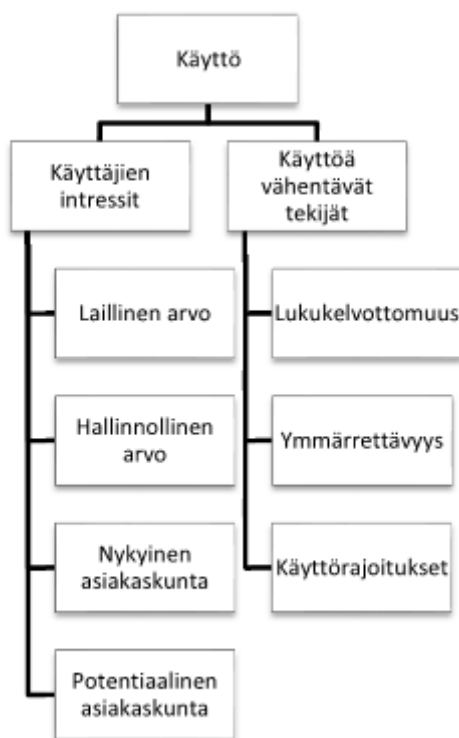 Käyttö
Käyttäjien
intressit
Laillinen arvo
Hallinnollinen
arvo
Nykyinen
asiakaskunta
Potentiaalinen
asiakaskunta
Käyttöä
vähentävät
tekijät
Lukukelvottomuus
Ymmärrettävyys
Käyttörajoitukset